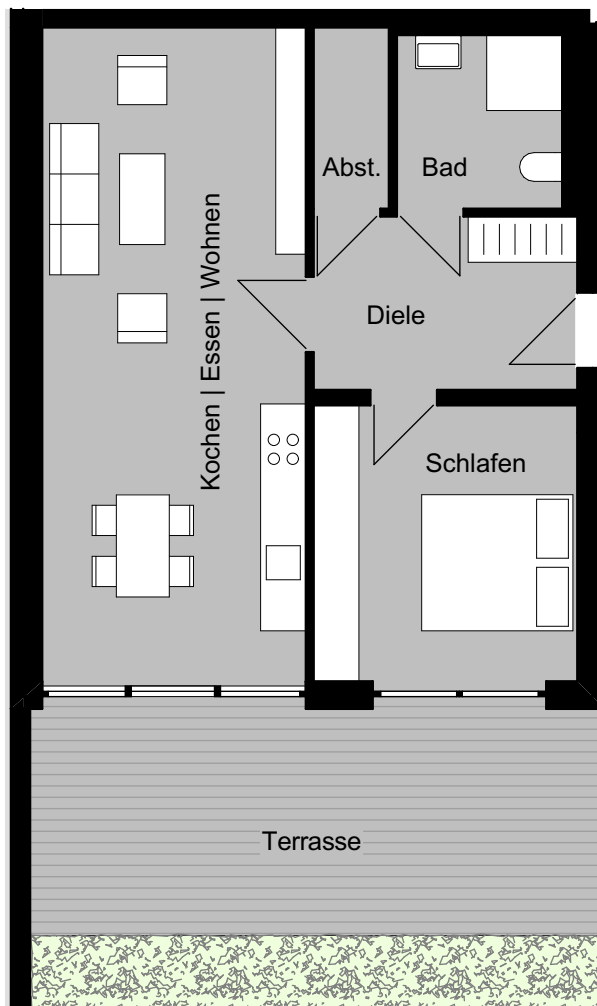 Abst.
Bad
Kochen | Essen | Wohnen
Diele
Schlafen
Terrasse